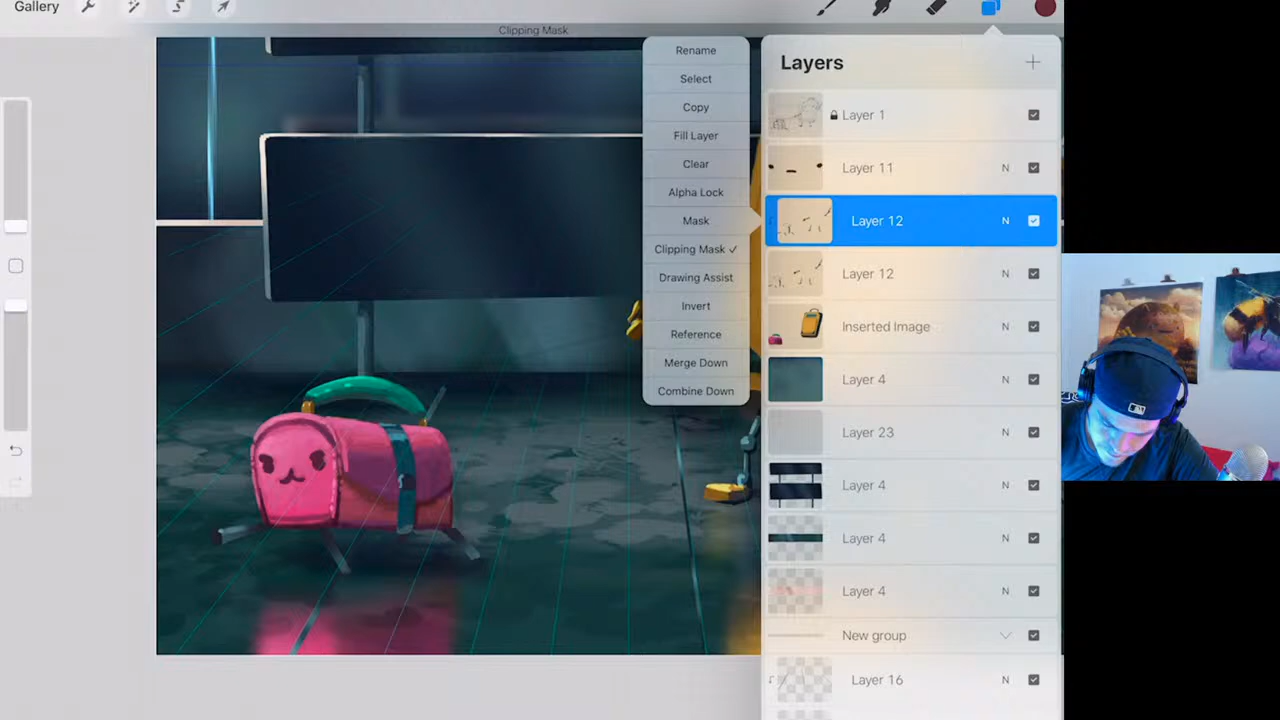 Gallery
Clipping Mask
Rename
Select
Copy
Fill Layer
Clear
Alpha Lock
Mask
Clipping Mask ✓
Drawing Assist
Invert
Reference
Merge Down
Combine Down
Layers
Layer 1
Layer 11 N
Layer 12 N
Layer 12 N
Inserted Image N
Layer 4 N
Layer 23 N
Layer 4 N
Layer 4 N
Layer 4 N
New group
Layer 16 N